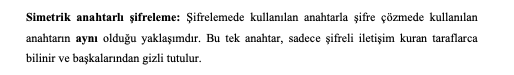 Simetrik anahtarlı şifreleme: Şifrelemede kullanılan anahtarla şifre çözmede kullanılan
anahtarın aynı olduğu yaklaşımdır. Bu tek anahtar, sadece şifreli iletişim kuran taraflarca
bilinir ve başkalarından gizli tutulur.